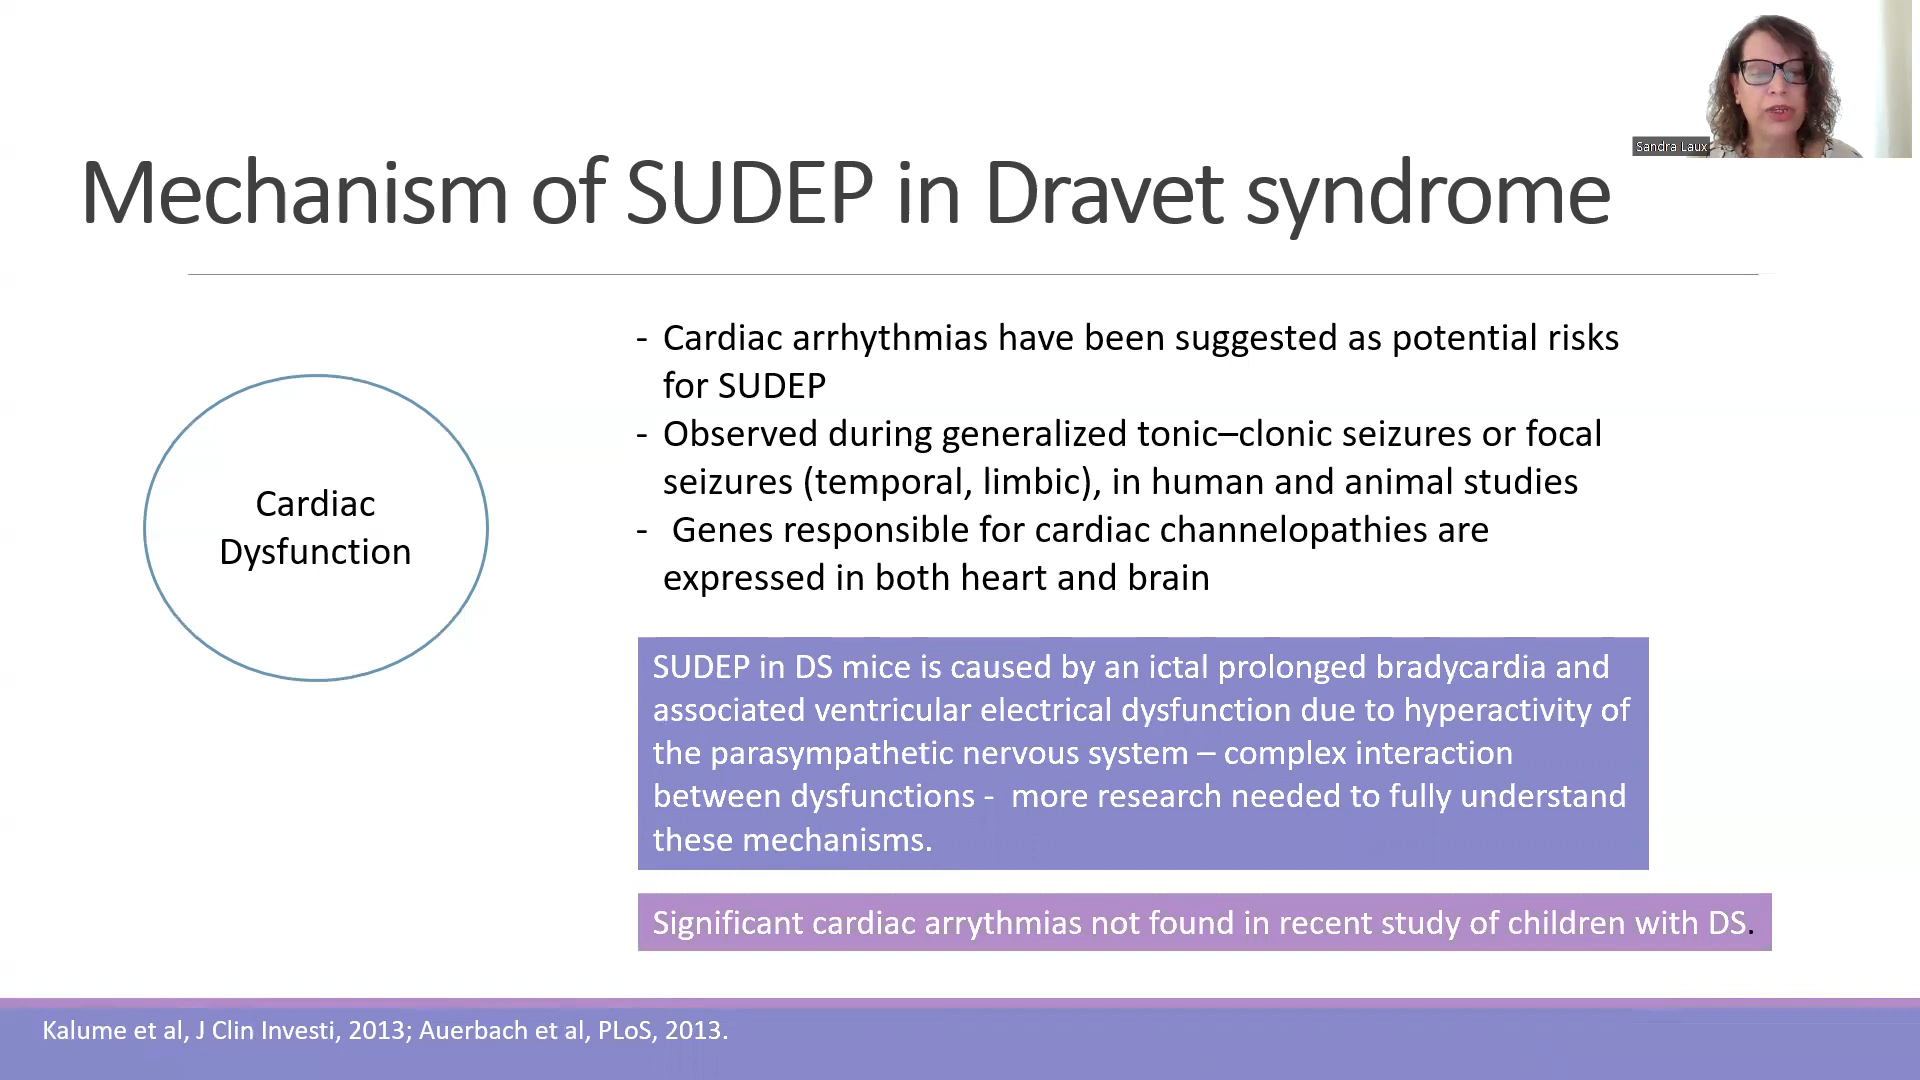 Sandra Laux
Mechanism of SUDEP in Dravet syndrome
Cardiac
Dysfunction
- Cardiac arrhythmias have been suggested as potential risks
for SUDEP
- Observed during generalized tonic–clonic seizures or focal
seizures (temporal, limbic), in human and animal studies
- Genes responsible for cardiac channelopathies are
expressed in both heart and brain
SUDEP in DS mice is caused by an ictal prolonged bradycardia and
associated ventricular electrical dysfunction due to hyperactivity of
the parasympathetic nervous system – complex interaction
between dysfunctions - more research needed to fully understand
these mechanisms.
Significant cardiac arrythmias not found in recent study of children with DS.
Kalume et al, J Clin Investi, 2013; Auerbach et al, PLoS, 2013.